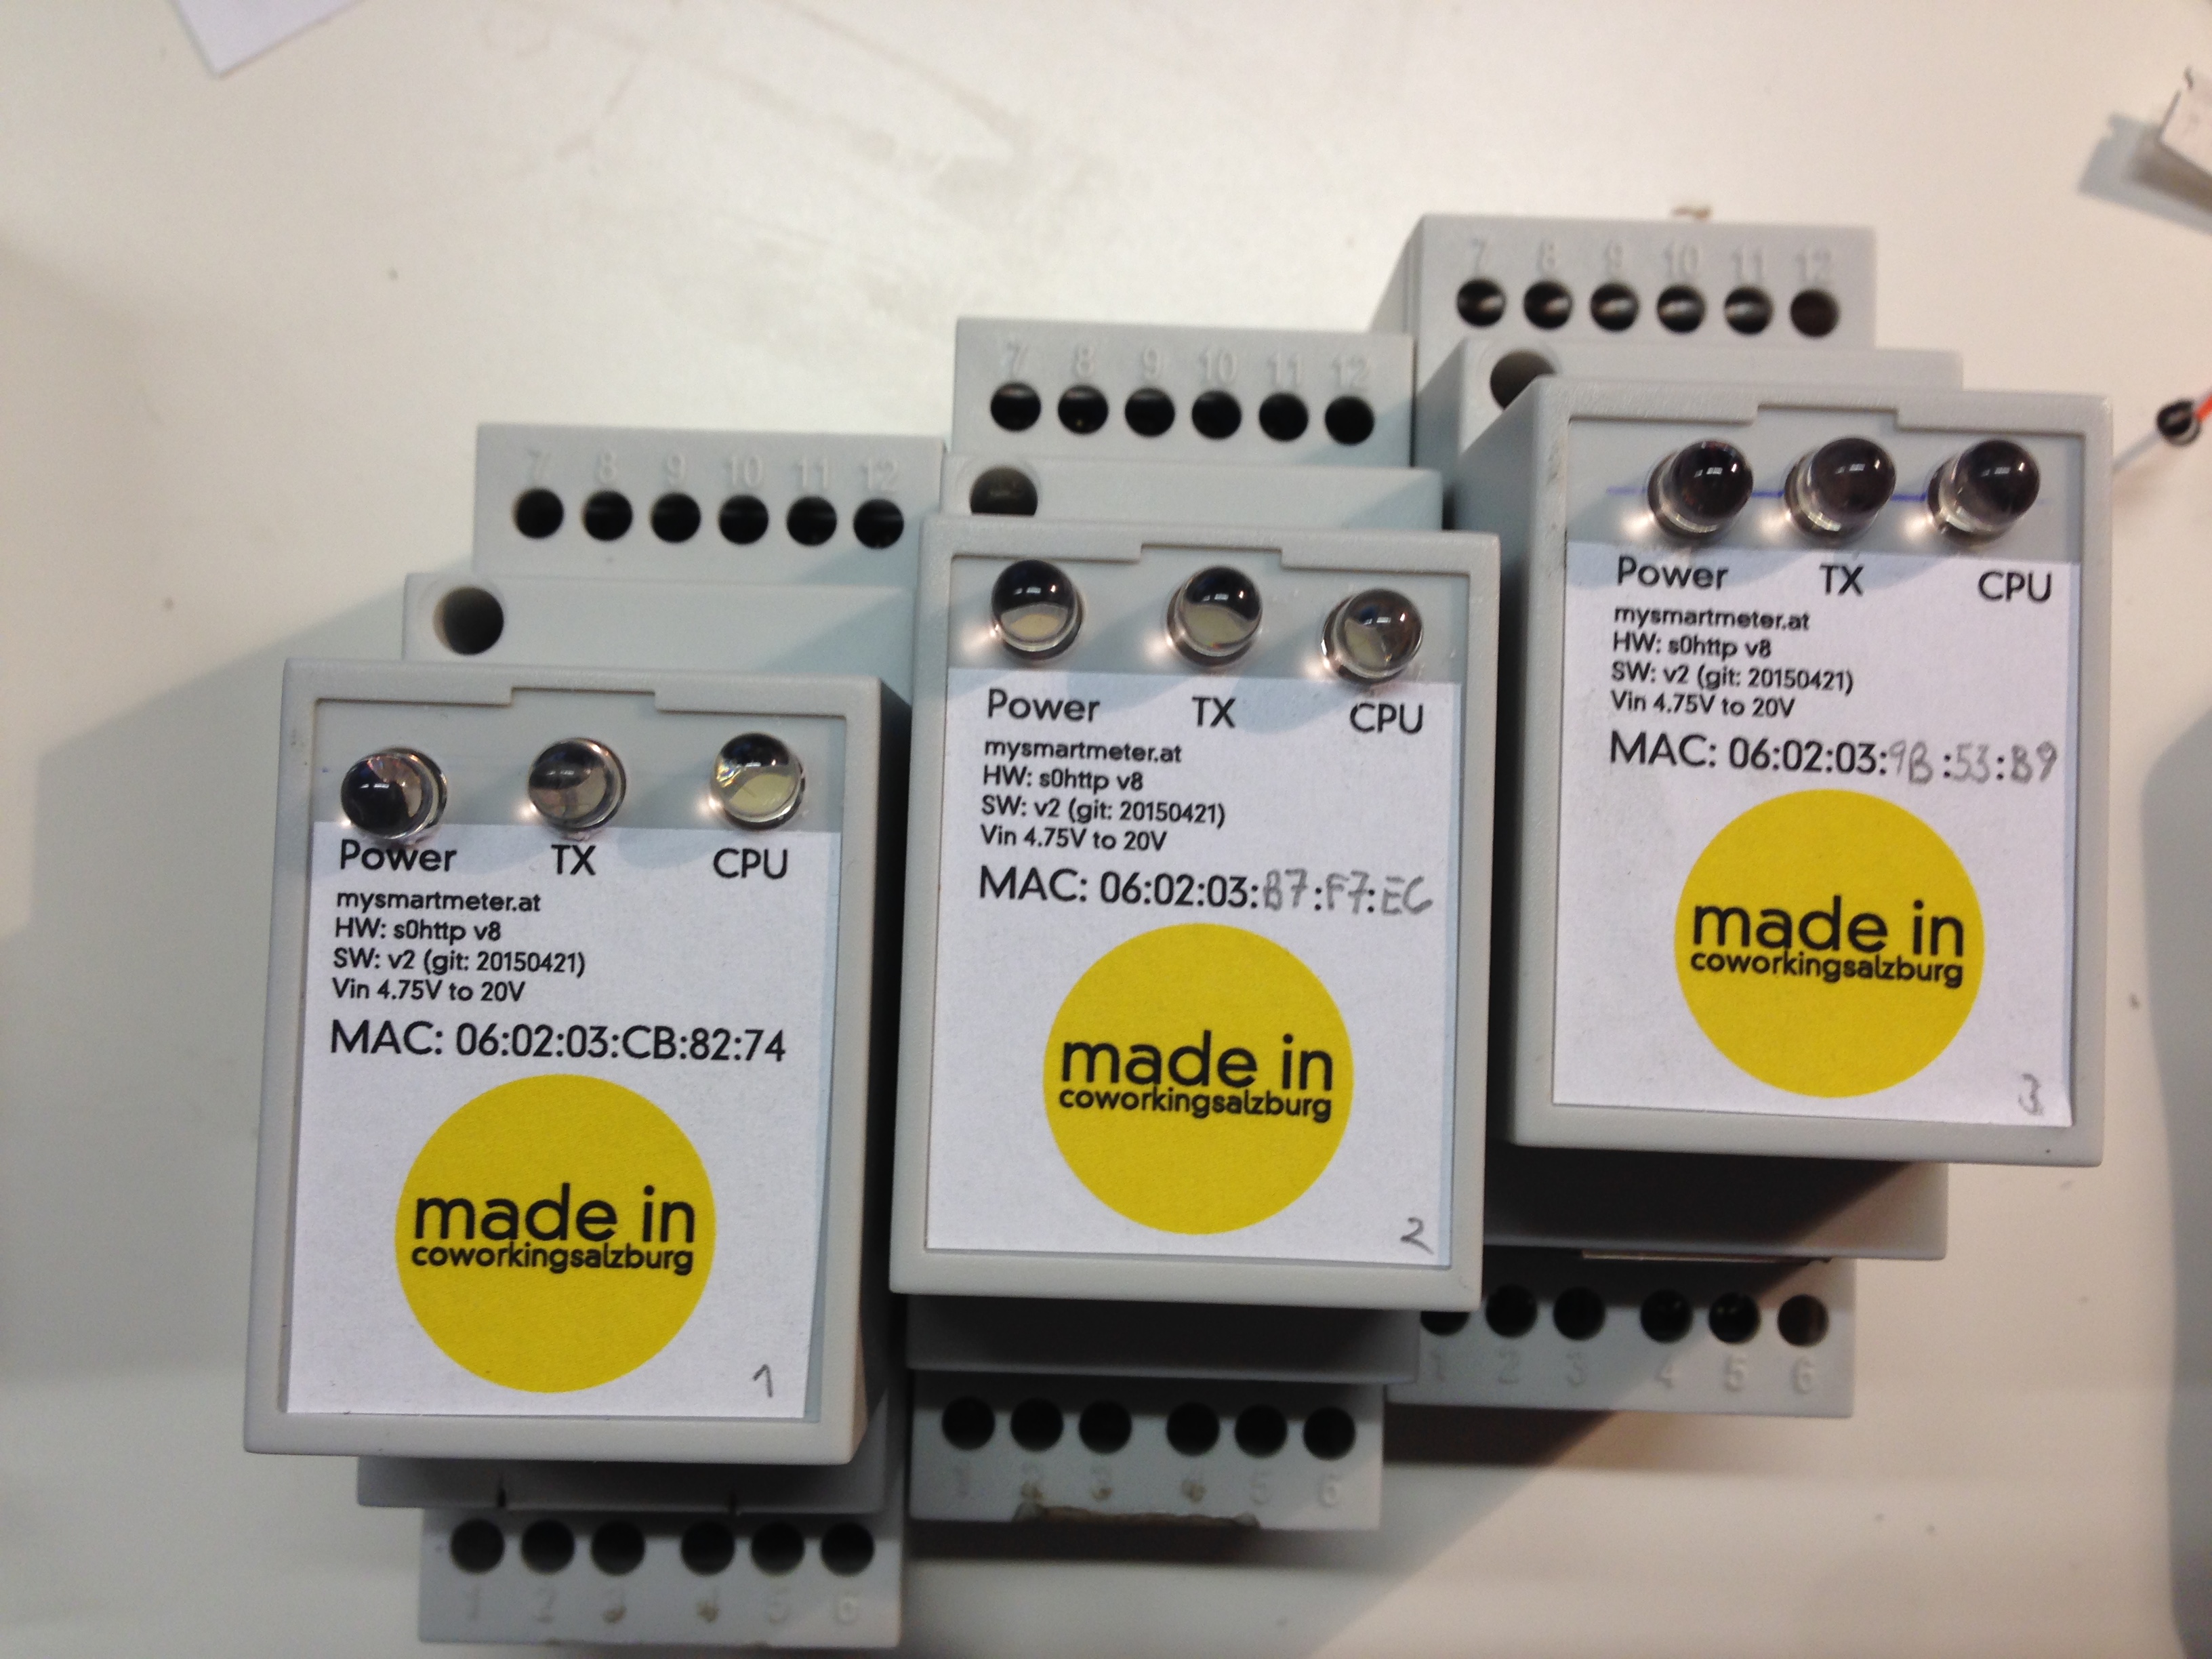 7 8 9 10 11 12
Power TX CPU
mysmartmeter.at
HW: s0http v8
SW: v2 (git: 20150421)
Vin 4.75V to 20V
MAC: 06:02:03:CB:82:74
made in
coworkingsalzburg
1
1 2 3 4 5 6
7 8 9 10 11 12
Power TX CPU
mysmartmeter.at
HW: s0http v8
SW: v2 (git: 20150421)
Vin 4.75V to 20V
MAC: 06:02:03:B7:F7:EC
made in
coworkingsalzburg
2
1 2 3 4 5 6
7 8 9 10 11 12
Power TX CPU
mysmartmeter.at
HW: s0http v8
SW: v2 (git: 20150421)
Vin 4.75V to 20V
MAC: 06:02:03:9B:53:B9
made in
coworkingsalzburg
3
1 2 3 4 5 6